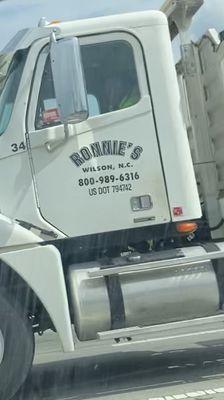 34
RONNIE'S
WILSON, N.C.
800-989-6316
US DOT 794742